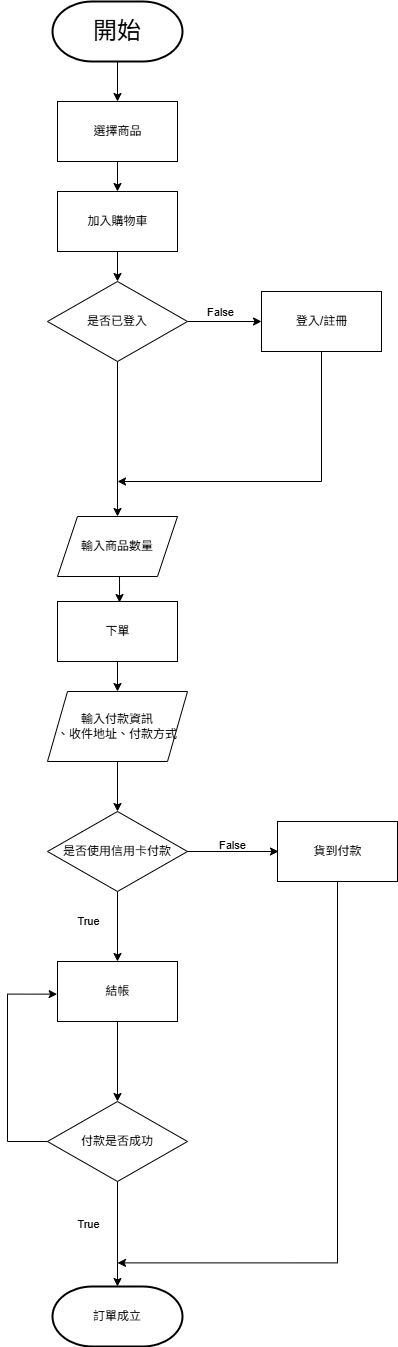 開始
選擇商品
加入購物車
是否已登入
False
登入/註冊
輸入商品數量
下單
輸入付款資訊
、收件地址、付款方式
是否使用信用卡付款
False
貨到付款
True
結帳
付款是否成功
True
訂單成立